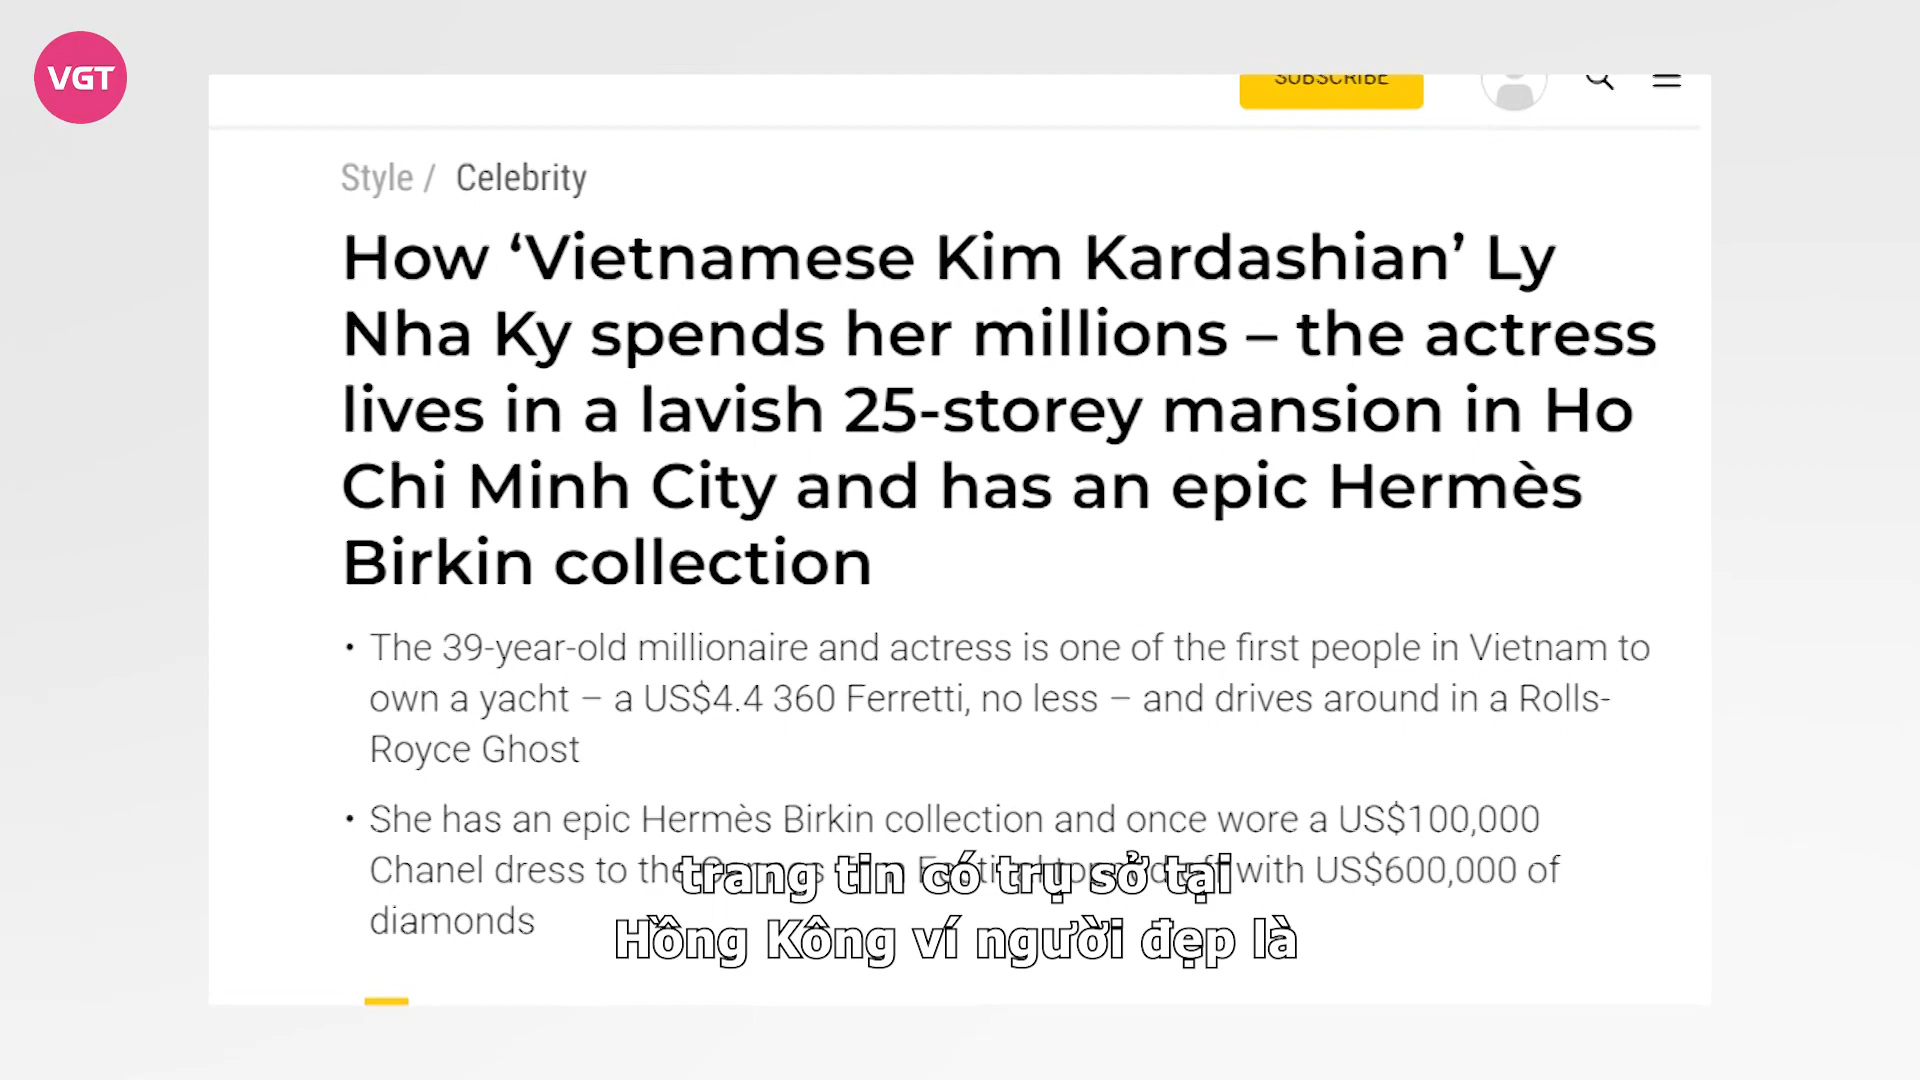 VGT
SUBSCRIBE
Style / Celebrity
How ‘Vietnamese Kim Kardashian’ Ly
Nha Ky spends her millions – the actress
lives in a lavish 25-storey mansion in Ho
Chi Minh City and has an epic Hermès
Birkin collection
• The 39-year-old millionaire and actress is one of the first people in Vietnam to
own a yacht – a US$4.4 360 Ferretti, no less – and drives around in a Rolls-
Royce Ghost
• She has an epic Hermès Birkin collection and once wore a US$100,000
Chanel dress to the with US$600,000 of
diamonds
trang tin có trụ sở tại
Hồng Kông ví người đẹp là